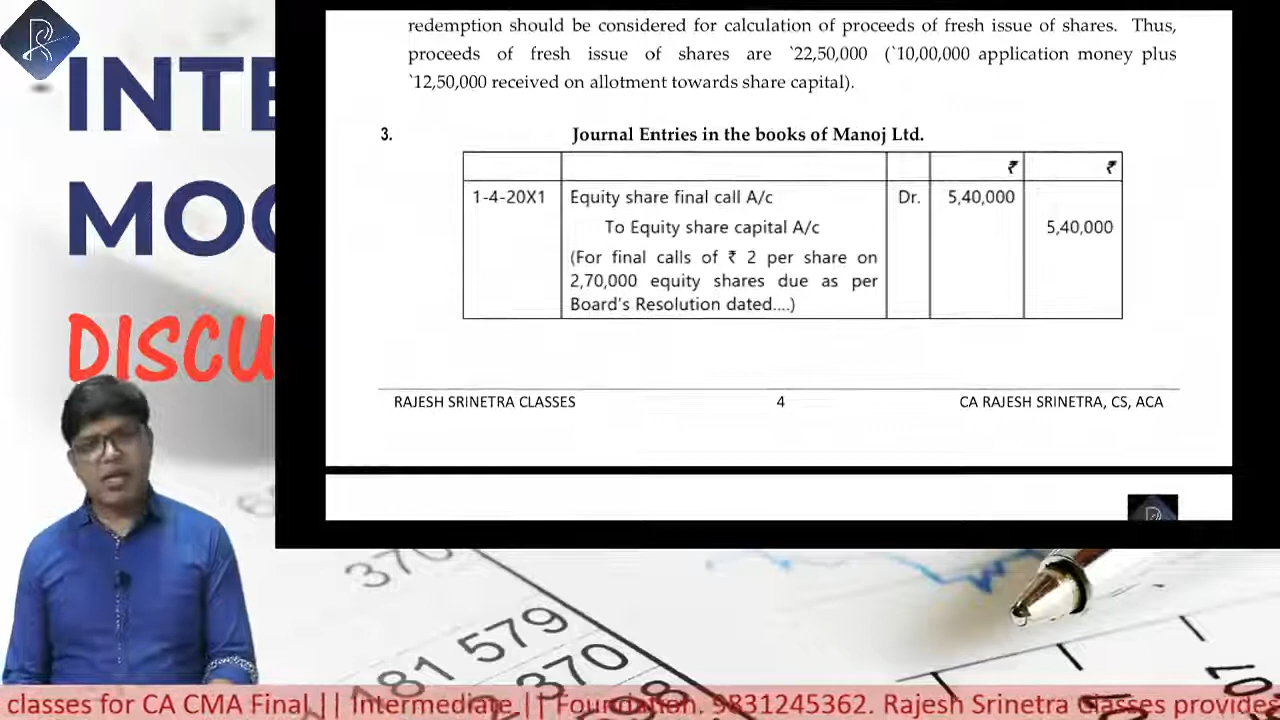 INTE
MOC
DISCU
redemption should be considered for calculation of proceeds of fresh issue of shares. Thus,
proceeds of fresh issue of shares are `22,50,000 (`10,00,000 application money plus
`12,50,000 received on allotment towards share capital).
3. Journal Entries in the books of Manoj Ltd.
₹ ₹
1-4-20X1 Equity share final call A/c Dr. 5,40,000
To Equity share capital A/c 5,40,000
(For final calls of ₹ 2 per share on
2,70,000 equity shares due as per
Board's Resolution dated....)
RAJESH SRINETRA CLASSES 4 CA RAJESH SRINETRA, CS, ACA
370
181 579
370
classes for CA CMA Final || Intermediate || Foundation. 9831245362. Rajesh Srinetra Classes provides